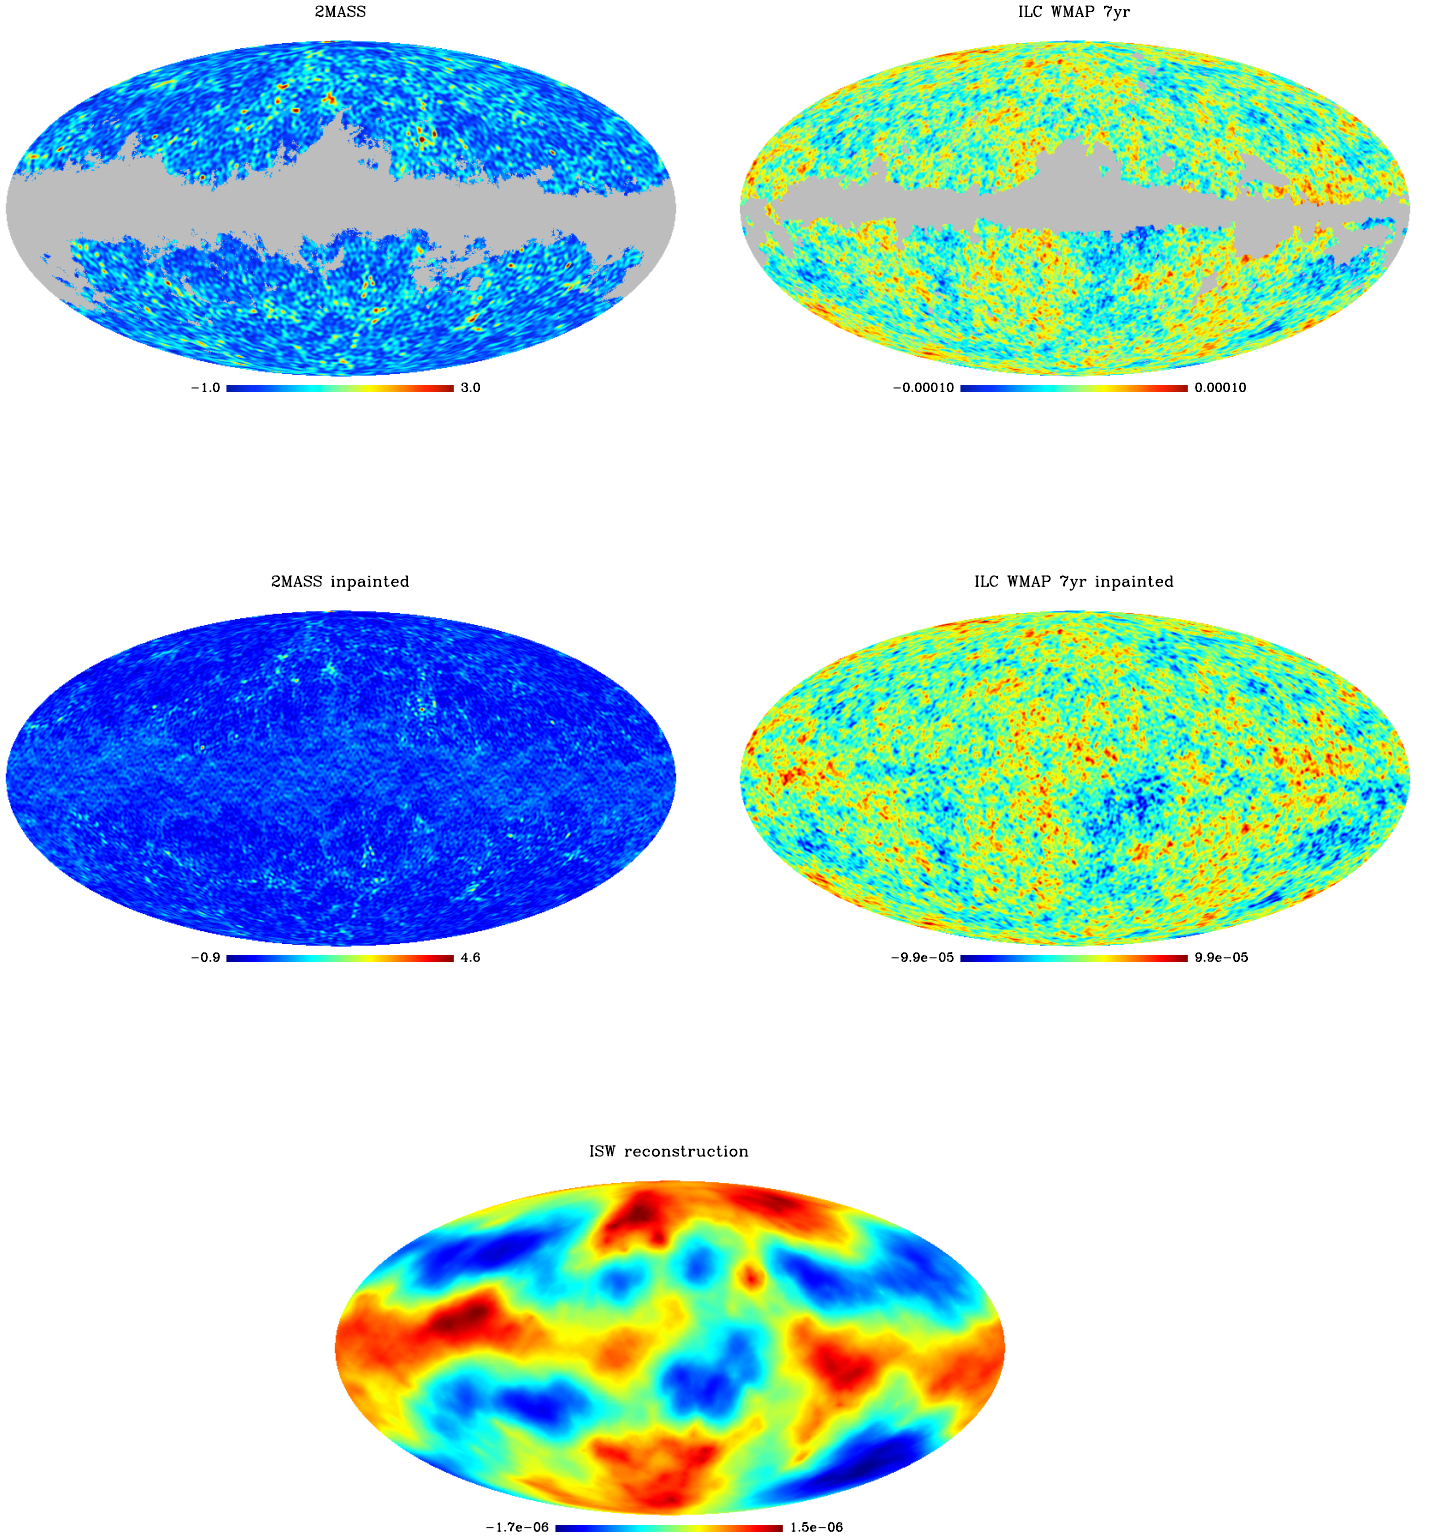 2MASS
ILC WMAP 7yr
−1.0 3.0
−0.00010 0.00010
2MASS inpainted
ILC WMAP 7yr inpainted
−0.9 4.6
−9.9e−05 9.9e−05
ISW reconstruction
−1.7e−06 1.5e−06